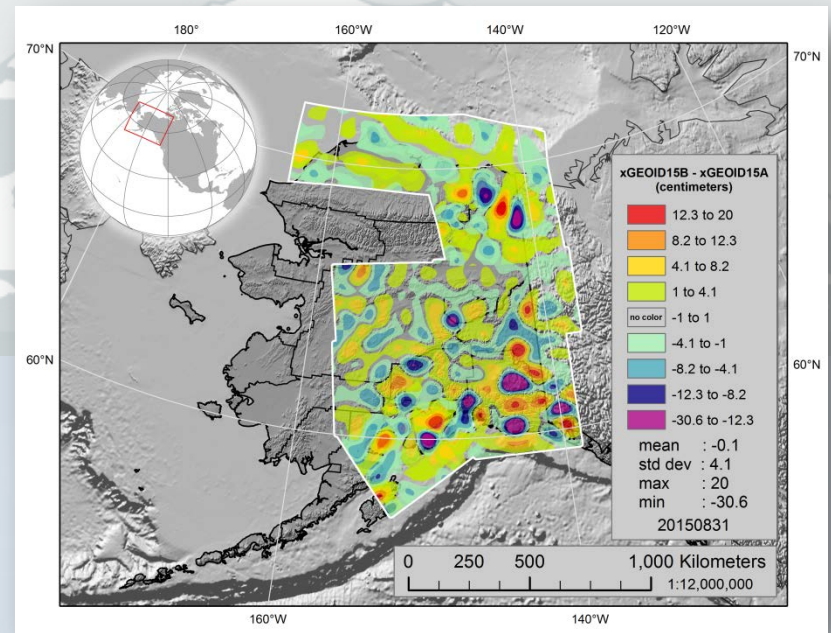 180°
160°W
140°W
70°N
70°N
xGEOID15B - xGEOID15A
(centimeters)
12.3 to 20
8.2 to 12.3
4.1 to 8.2
1 to 4.1
no color -1 to 1
-4.1 to -1
-8.2 to -4.1
-12.3 to -8.2
-30.6 to -12.3
60°N
60°N
mean : -0.1
std dev : 4.1
max : 20
min : -30.6
20150831
0 250 500 1,000 Kilometers
1:12,000,000
160°W
140°W